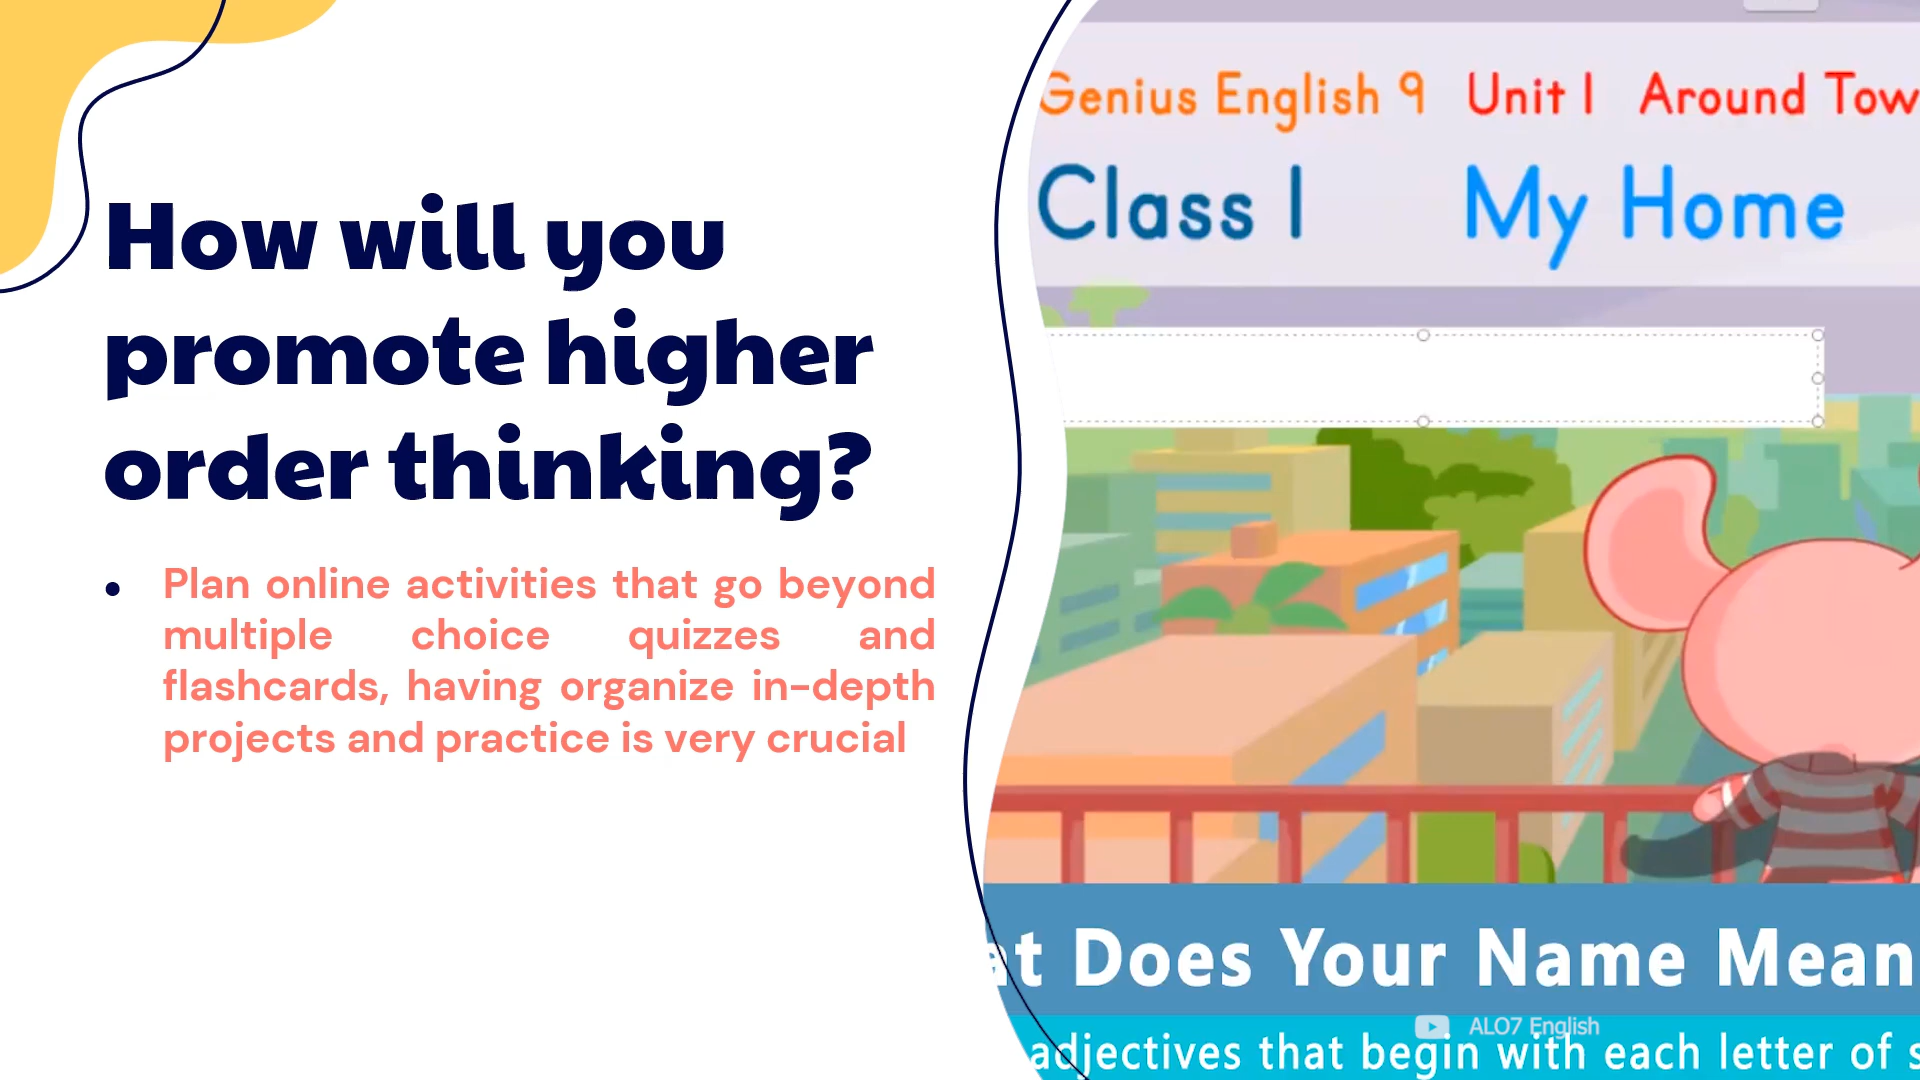 How will you
promote higher
order thinking?
• Plan online activities that go beyond
multiple choice quizzes and
flashcards, having organize in-depth
projects and practice is very crucial
Genius English 9 Unit 1 Around
Class 1 My Home
Does Your Name Mean
ALO7 English
adjectives that begin with each letter of